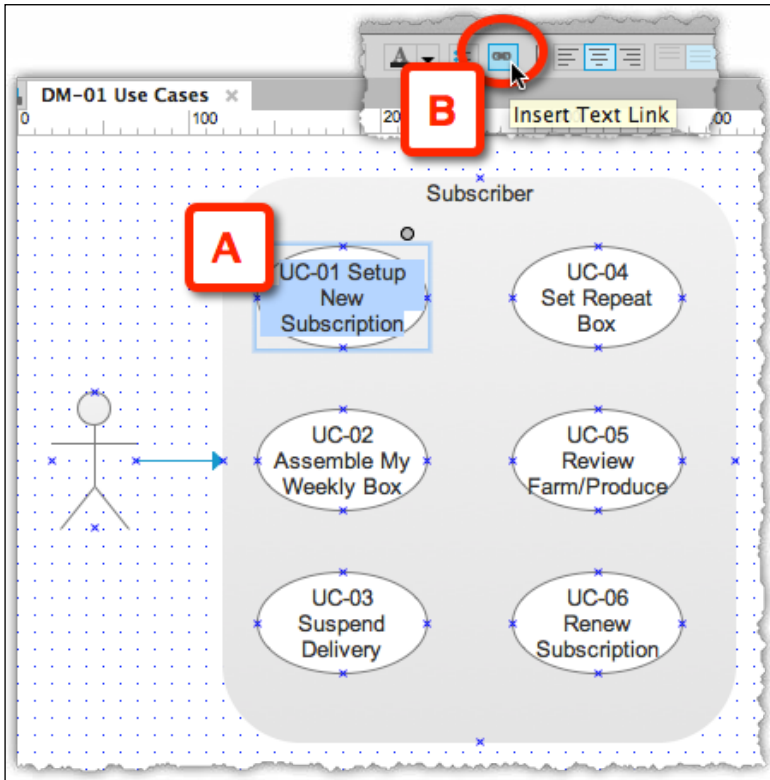 A
B
Insert Text Link
DM-01 Use Cases ×
0 100 20 00
Subscriber
A
UC-01 Setup
New
Subscription
UC-04
Set Repeat
Box
UC-02
Assemble My
Weekly Box
UC-05
Review
Farm/Produce
UC-03
Suspend
Delivery
UC-06
Renew
Subscription